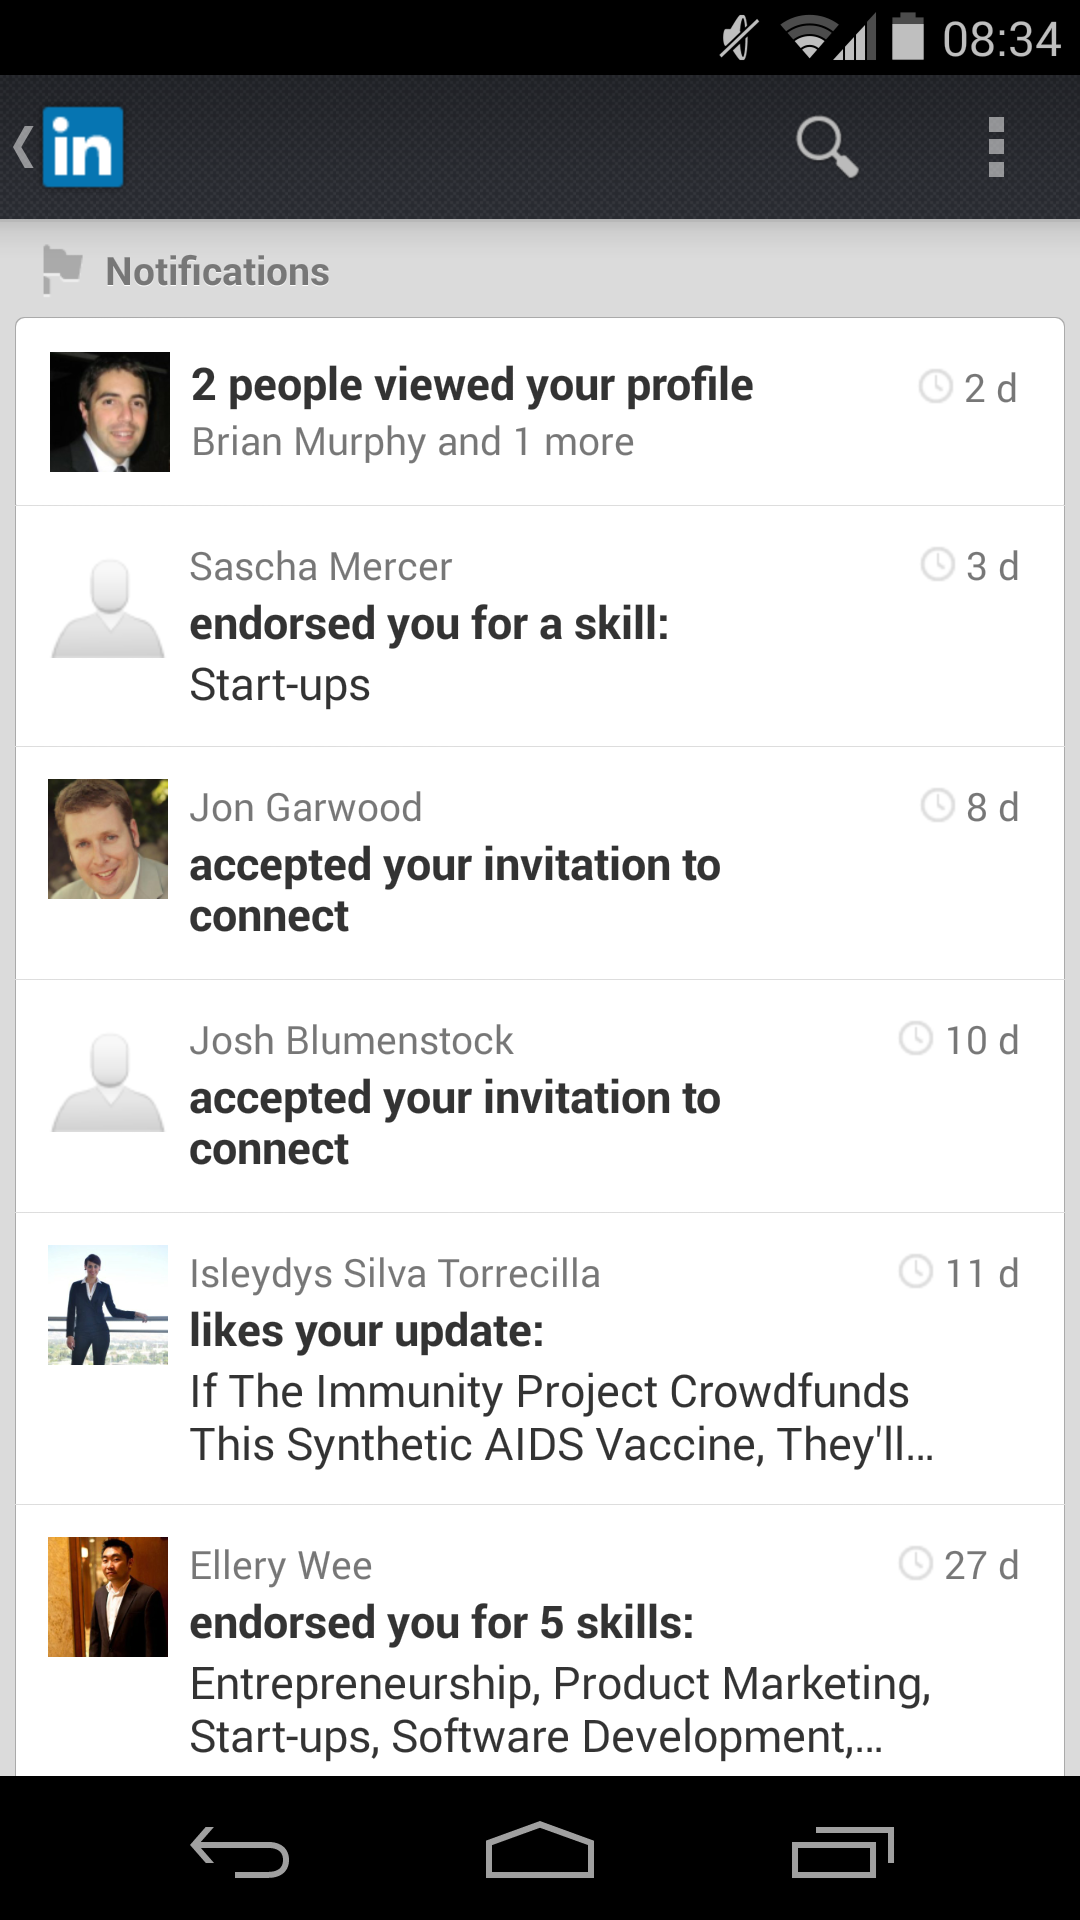 08:34
in
Notifications
2 people viewed your profile
2 d
Brian Murphy and 1 more
Sascha Mercer
3 d
endorsed you for a skill:
Start-ups
Jon Garwood
8 d
accepted your invitation to
connect
Josh Blumenstock
10 d
accepted your invitation to
connect
Isleydys Silva Torrecilla
11 d
likes your update:
If The Immunity Project Crowdfunds
This Synthetic AIDS Vaccine, They'll...
Ellery Wee
27 d
endorsed you for 5 skills:
Entrepreneurship, Product Marketing,
Start-ups, Software Development,...